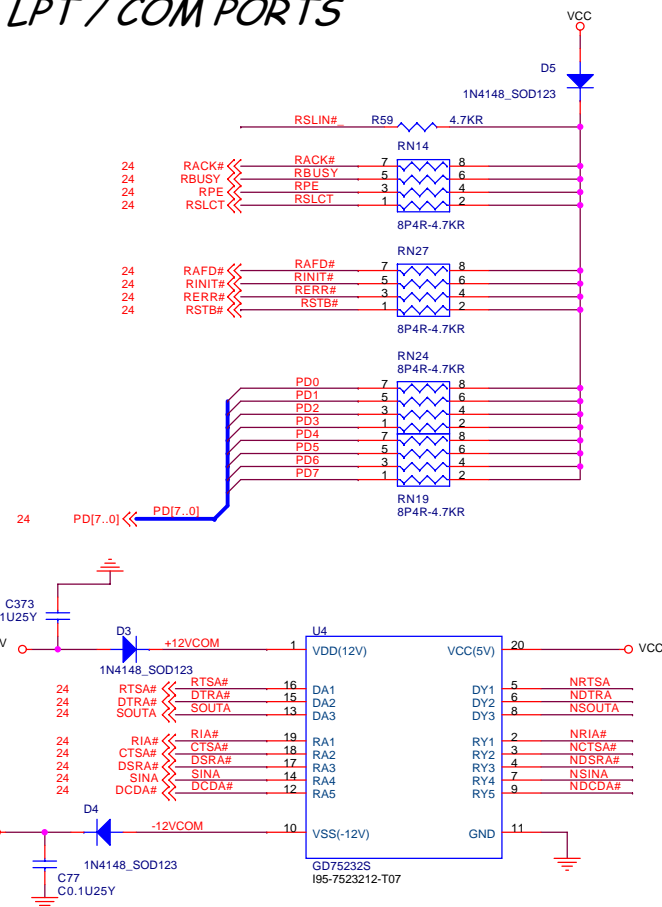 LPT / COM PORTS
VCC
D5
1N4148_SOD123
RSLIN#_ R59 4.7KR
RN14
24 RACK# RACK# 7 8
24 RBUSY RBUSY 5 6
24 RPE RPE 3 4
24 RSLCT RSLCT 1 2
8P4R-4.7KR
RN27
24 RAFD# RAFD# 7 8
24 RINIT# RINIT# 5 6
24 RERR# RERR# 3 4
24 RSTB# RSTB# 1 2
8P4R-4.7KR
RN24
8P4R-4.7KR
PD0 7 8
PD1 5 6
PD2 3 4
PD3 1 2
PD4 7 8
PD5 5 6
PD6 3 4
PD7 1 2
RN19
8P4R-4.7KR
24 PD[7..0] PD[7..0]
C373
1U25Y
V D3 +12VCOM 1 U4 VDD(12V) VCC(5V) 20 VCC
1N4148_SOD123
24 RTSA# RTSA# 16 DA1 DY1 5 NRTSA
24 DTRA# DTRA# 15 DA2 DY2 6 NDTRA
24 SOUTA SOUTA 13 DA3 DY3 8 NSOUTA
24 RIA# RIA# 19 RA1 RY1 2 NRIA#
24 CTSA# CTSA# 18 RA2 RY2 3 NCTSA#
24 DSRA# DSRA# 17 RA3 RY3 4 NDSRA#
24 SINA SINA 14 RA4 RY4 7 NSINA
24 DCDA# DCDA# 12 RA5 RY5 9 NDCDA#
D4 -12VCOM 10 VSS(-12V) GND 11
1N4148_SOD123
C77
C0.1U25Y
GD75232S
I95-7523212-T07